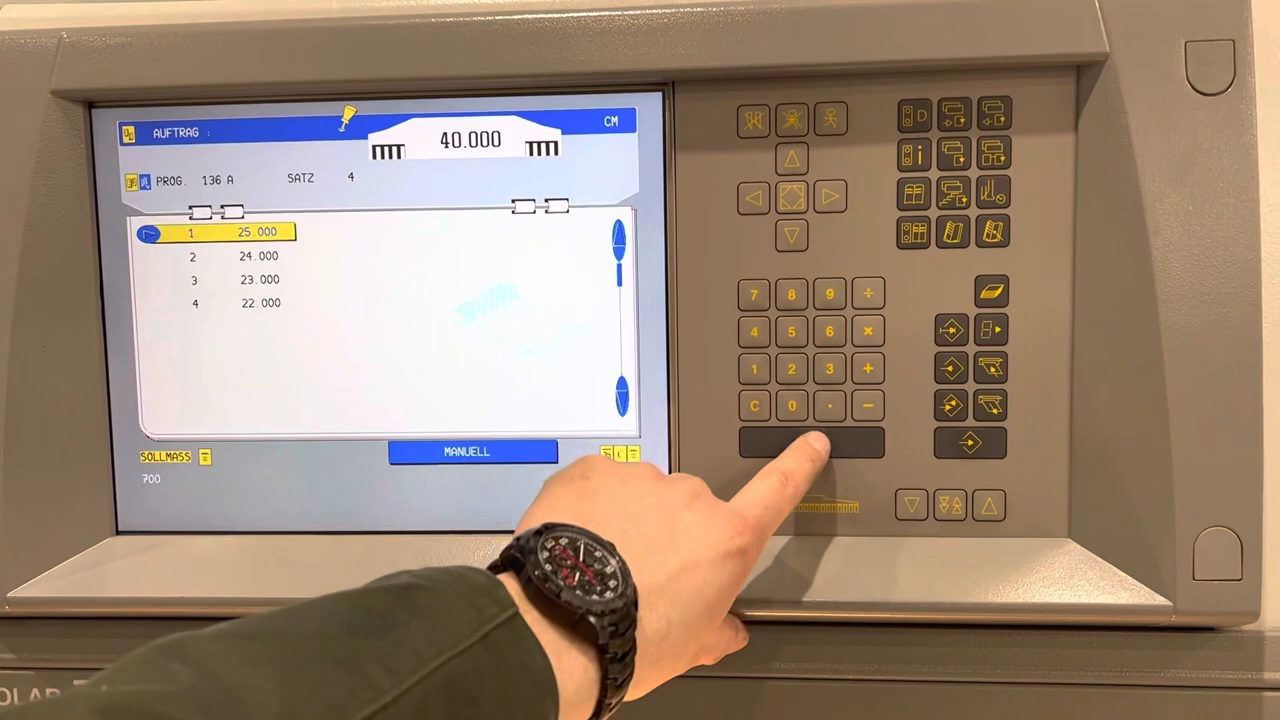 AUFTRAG :
CM
40.000
PROG. 136 A SATZ 4
1 25.000
2 24.000
3 23.000
4 22.000
SOLLMASS
MANUELL
700
D
i
7 8 9 ÷
4 5 6 ×
1 2 3 +
C 0 . −